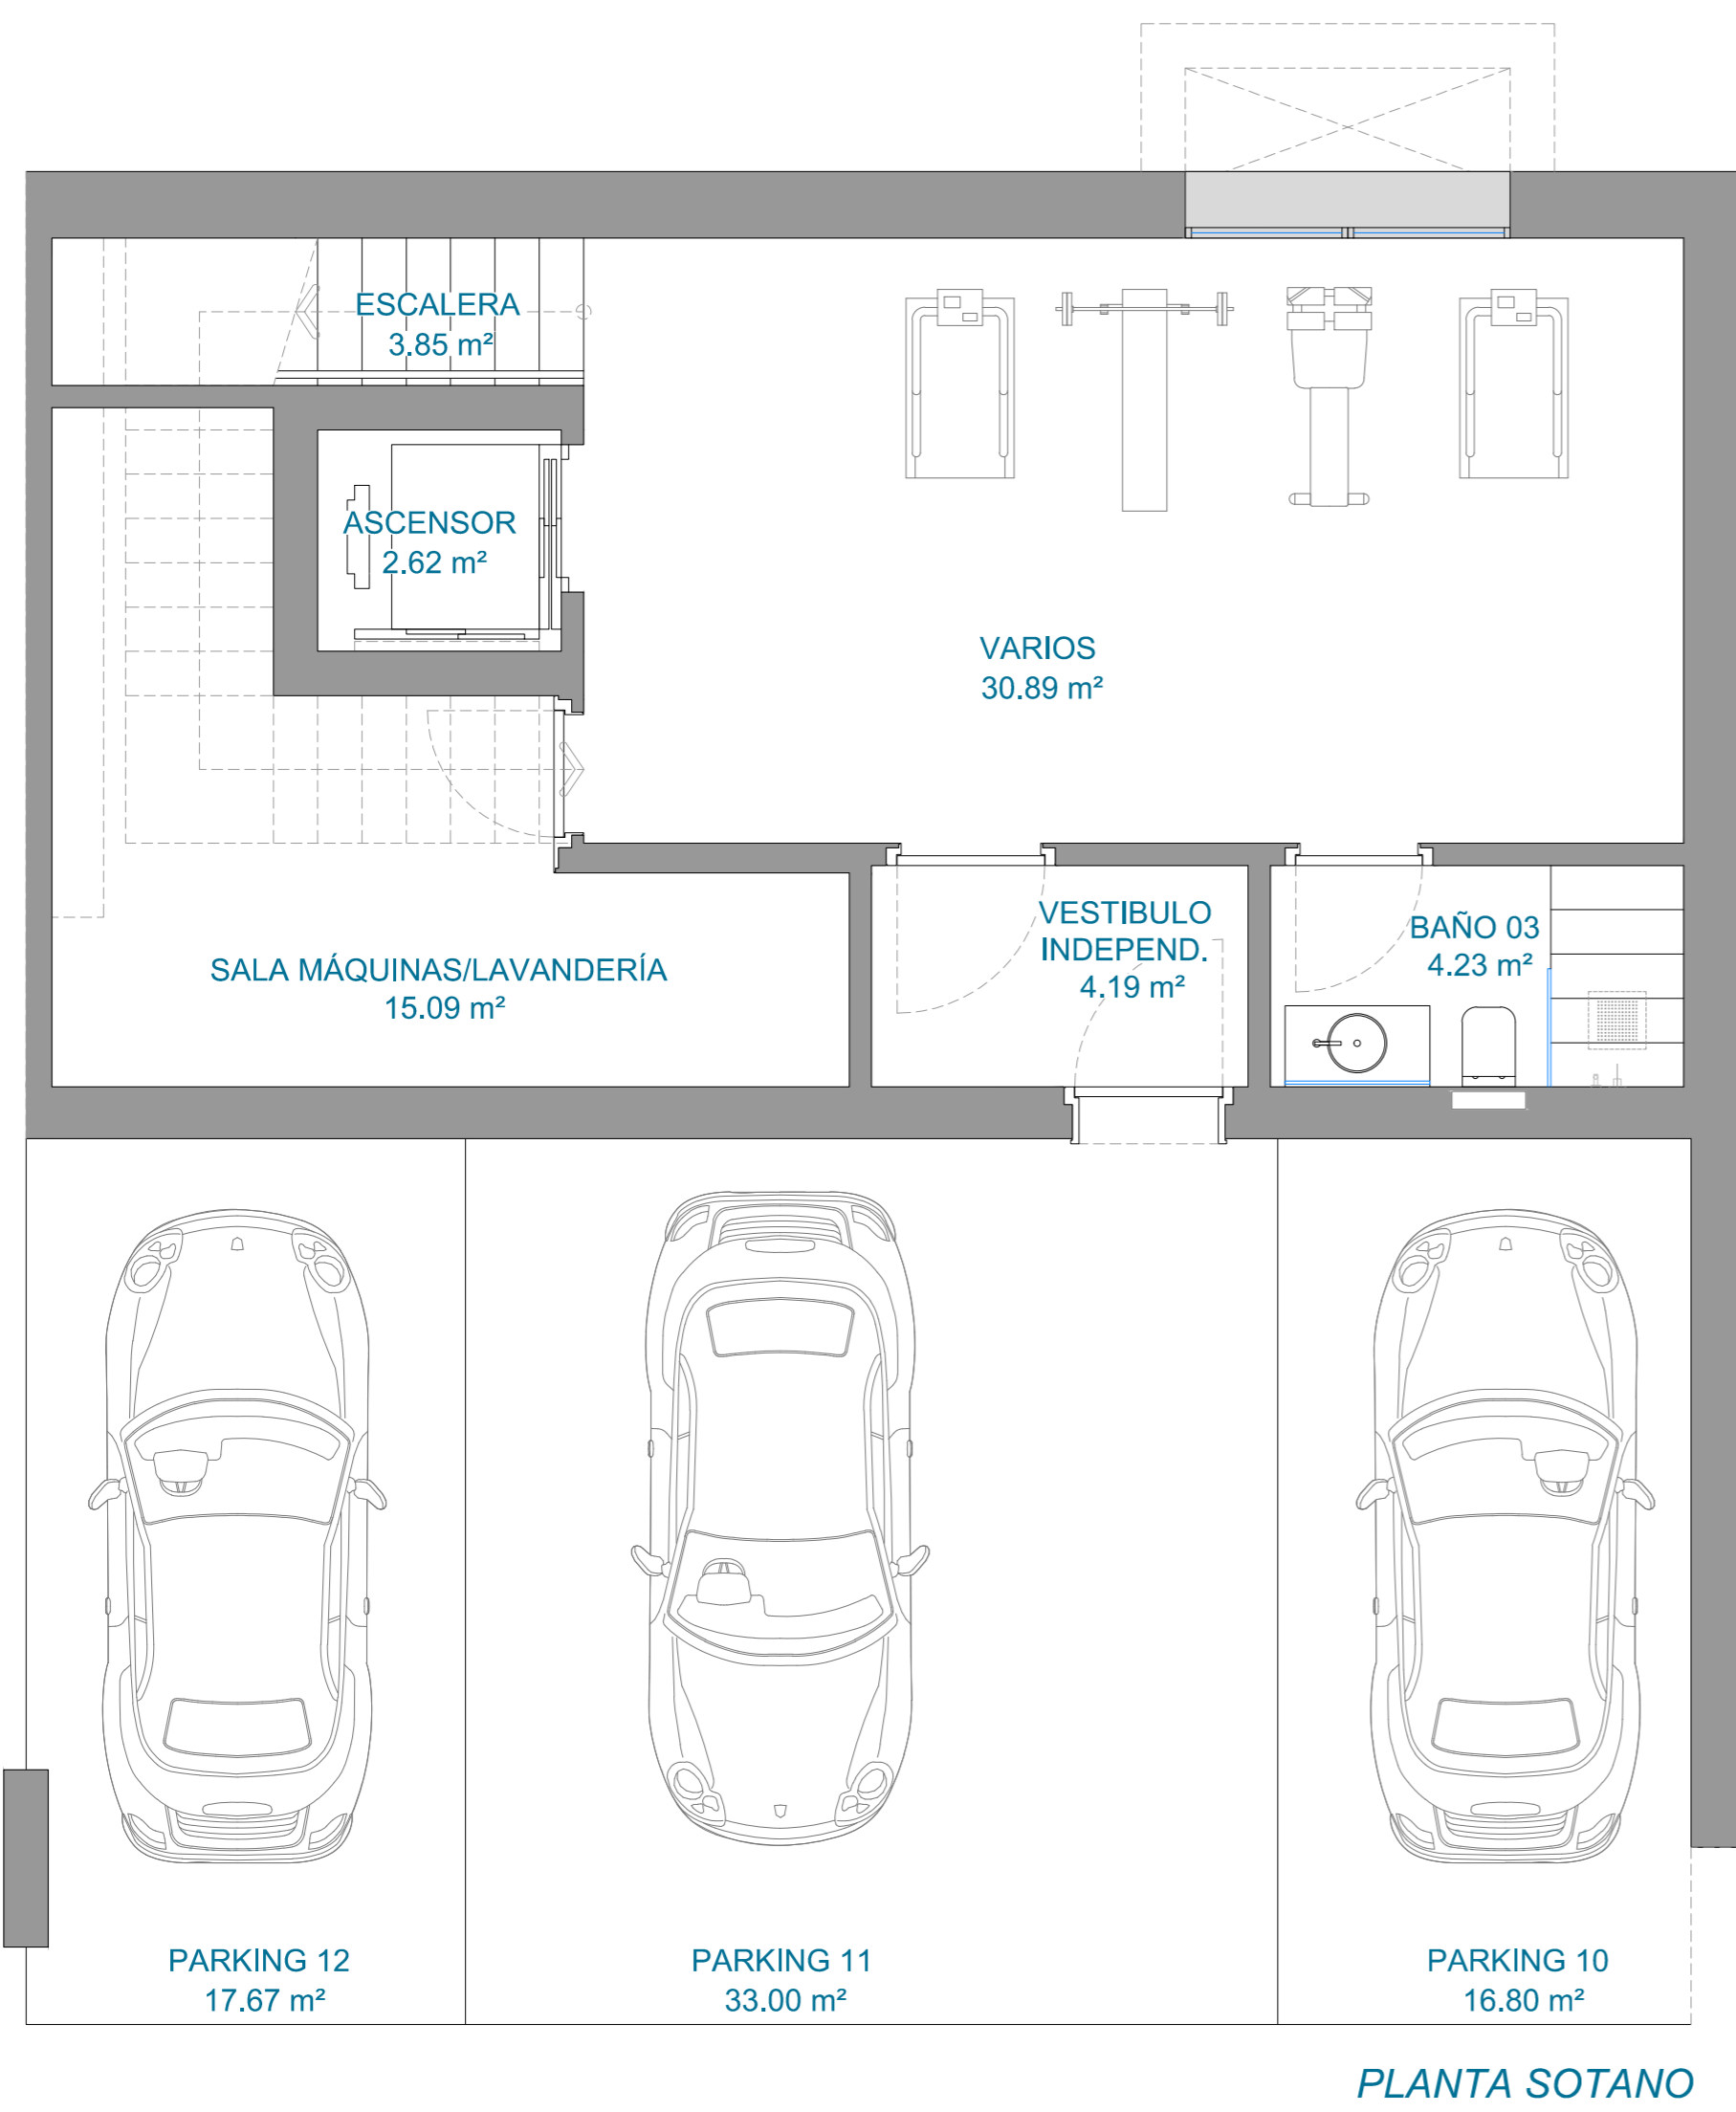 ESCALERA
3.85 m²
ASCENSOR
2.62 m²
VARIOS
30.89 m²
VESTIBULO
INDEPEND.
4.19 m²
BAÑO 03
4.23 m²
SALA MÁQUINAS/LAVANDERÍA
15.09 m²
PARKING 12
17.67 m²
PARKING 11
33.00 m²
PARKING 10
16.80 m²
PLANTA SOTANO